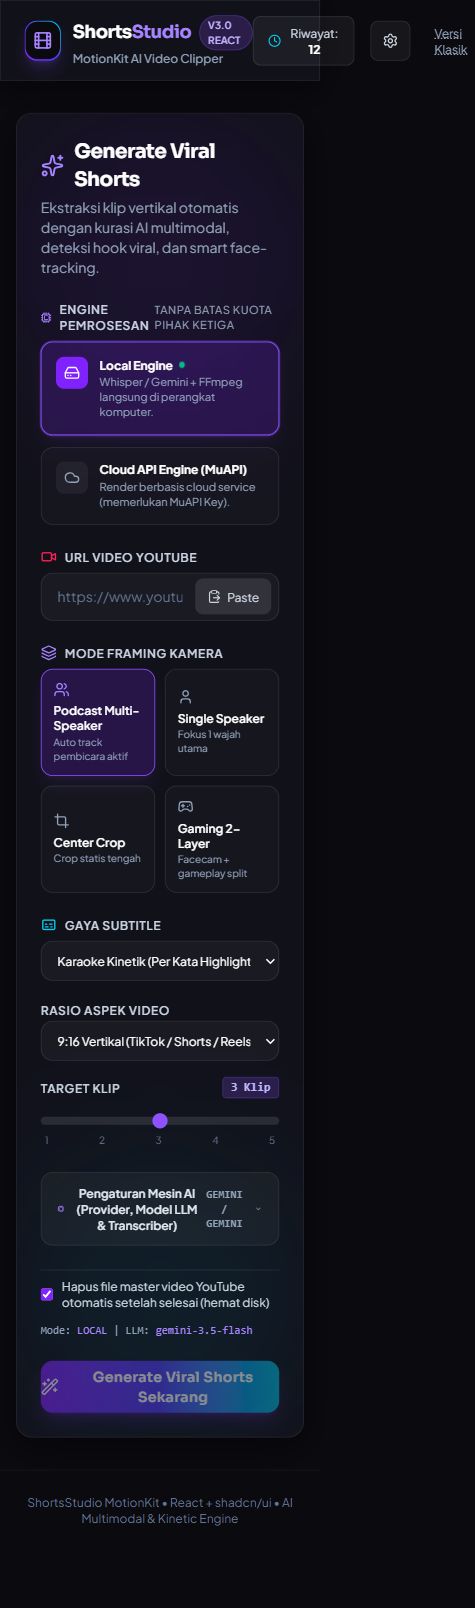 ShortsStudio
V3.0
REACT
MotionKit AI Video Clipper
Riwayat:
12
Versi
Klasik
Generate Viral
Shorts
Ekstraksi klip vertikal otomatis
dengan kurasi AI multimodal,
deteksi hook viral, dan smart face-
tracking.
ENGINE
PEMROSESAN
TANPA BATAS KUOTA
PIHAK KETIGA
Local Engine
Whisper / Gemini + FFmpeg
langsung di perangkat
komputer.
Cloud API Engine (MuAPI)
Render berbasis cloud service
(memerlukan MuAPI Key).
URL VIDEO YOUTUBE
https://www.youtu
Paste
MODE FRAMING KAMERA
Podcast Multi-
Speaker
Auto track
pembicara aktif
Single Speaker
Fokus 1 wajah
utama
Center Crop
Crop statis tengah
Gaming 2-
Layer
Facecam +
gameplay split
GAYA SUBTITLE
Karaoke Kinetik (Per Kata Highlight
RASIO ASPEK VIDEO
9:16 Vertikal (TikTok / Shorts / Reels
TARGET KLIP
3 Klip
1 2 3 4 5
Pengaturan Mesin AI
(Provider, Model LLM
& Transcriber)
GEMINI
/
GEMINI
Hapus file master video YouTube
otomatis setelah selesai (hemat disk)
Mode: LOCAL | LLM: gemini-3.5-flash
Generate Viral Shorts
Sekarang
ShortsStudio MotionKit • React + shadcn/ui • AI
Multimodal & Kinetic Engine